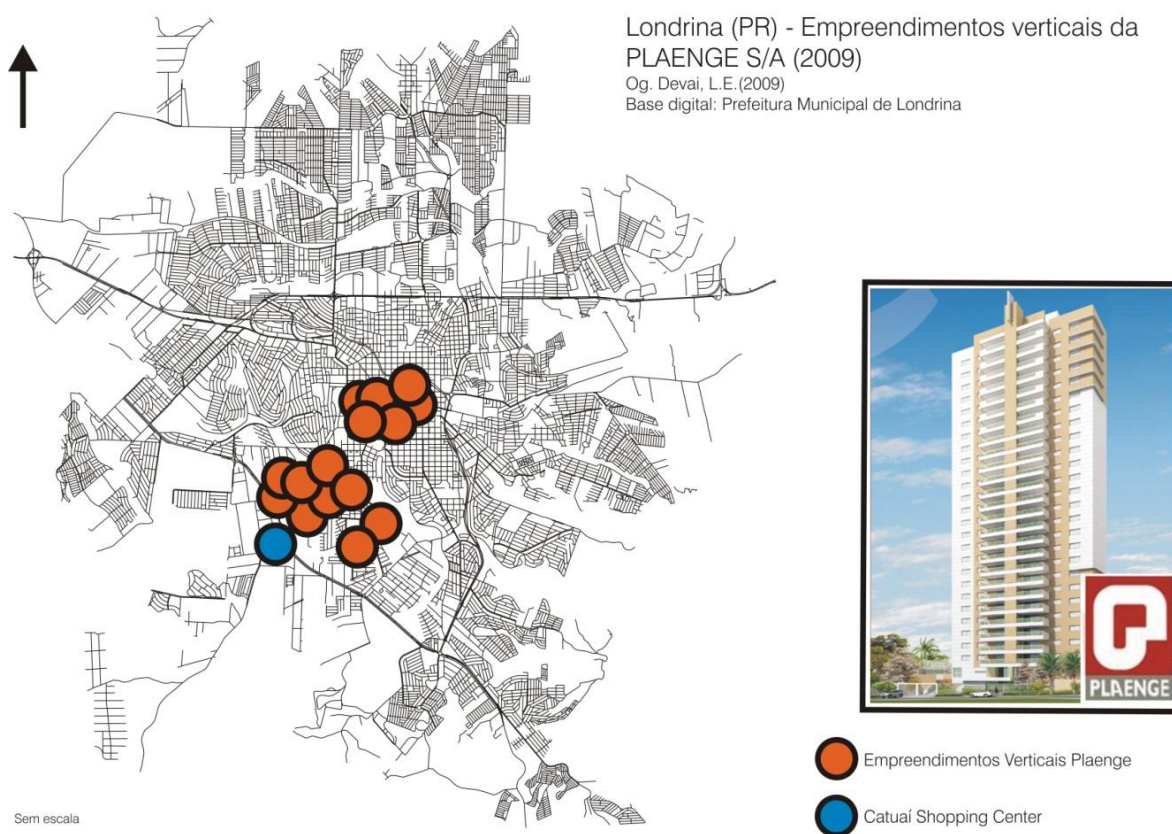 Londrina (PR) - Empreendimentos verticais da
PLAENGE S/A (2009)
Og. Devai, L.E.(2009)
Base digital: Prefeitura Municipal de Londrina
PLAENGE
Empreendimentos Verticais Plaenge
Catuaí Shopping Center
Sem escala